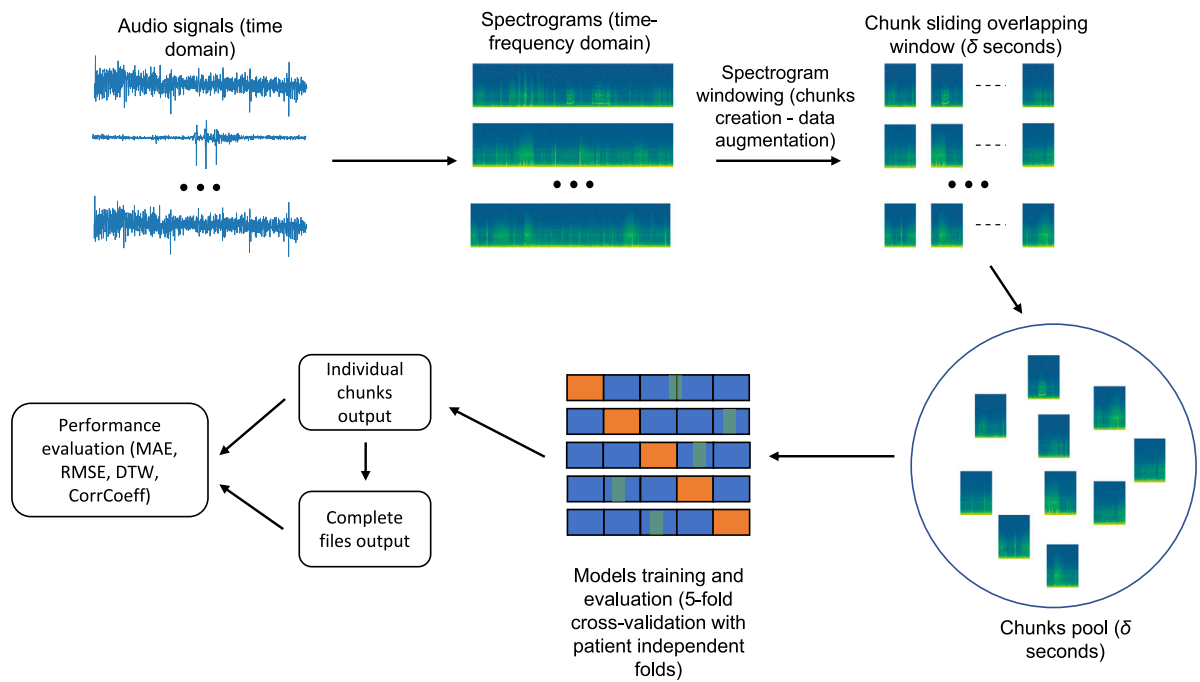 Audio signals (time
domain)
Spectrograms (time-
frequency domain)
Spectrogram
windowing (chunks
creation - data
augmentation)
Chunk sliding overlapping
window (δ seconds)
Individual
chunks
output
Performance
evaluation (MAE,
RMSE, DTW,
CorrCoeff)
Complete
files output
Models training and
evaluation (5-fold
cross-validation with
patient independent
folds)
Chunks pool (δ
seconds)